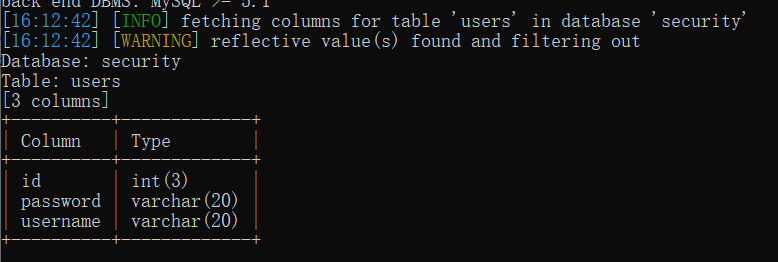 back end DBMS: MySQL >= 5.1
[16:12:42] [INFO] fetching columns for table 'users' in database 'security'
[16:12:42] [WARNING] reflective value(s) found and filtering out
Database: security
Table: users
[3 columns]
+----------+-------------+
| Column | Type |
+----------+-------------+
| id | int(3) |
| password | varchar(20) |
| username | varchar(20) |
+----------+-------------+